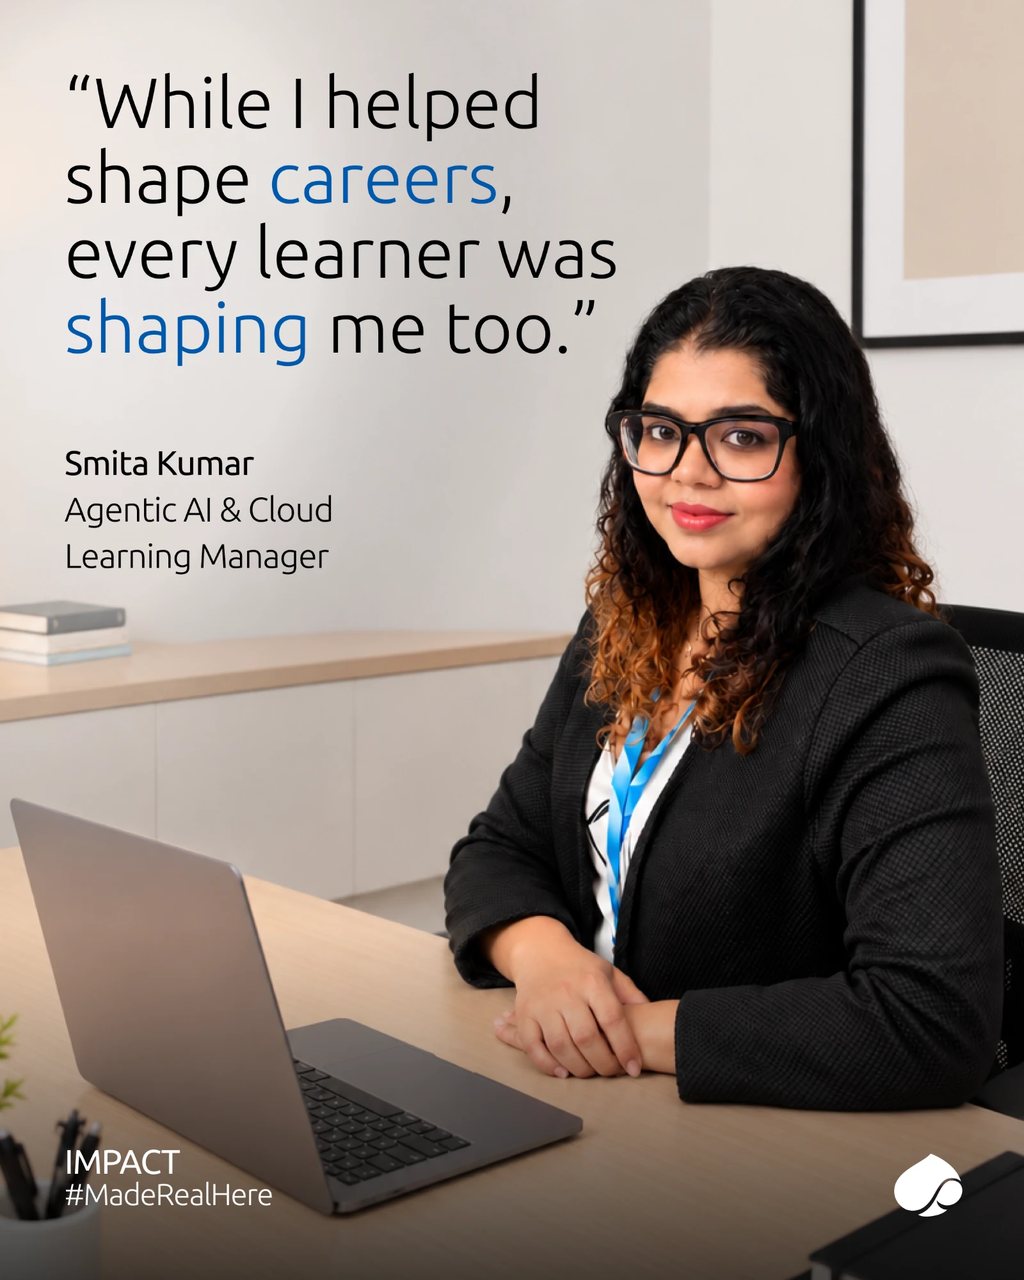 “While I helped
shape careers,
every learner was
shaping me too.”
Smita Kumar
Agentic AI & Cloud
Learning Manager
IMPACT
#MadeRealHere